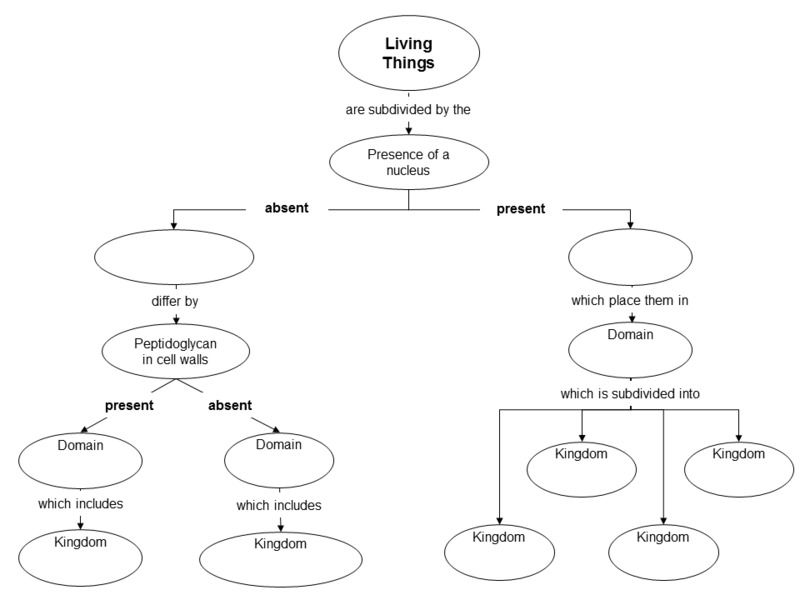 Living
Things
are subdivided by the
Presence of a
nucleus
absent
present
differ by
which place them in
Peptidoglycan
in cell walls
Domain
present
absent
which is subdivided into
Domain
Domain
Kingdom
Kingdom
which includes
which includes
Kingdom
Kingdom
Kingdom
Kingdom